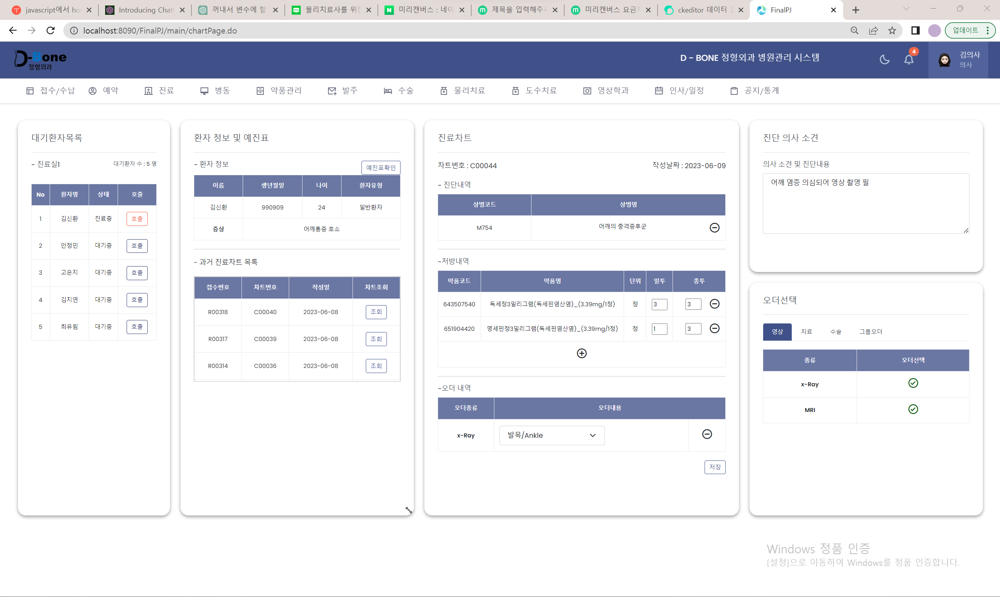 javascript에서 ho
Introducing Chat
꺼내서 변수에 할
물리치료사를 위한
미리캔버스 : 네이
제목을 입력해주세
미리캔버스 요금
ckeditor 데이터
FinalPJ
localhost:8090/FinalPJ/main/chartPage.do
업데이트
D-Bone
정형외과
D - BONE 정형외과 병원관리 시스템
4
김의사
의사
접수/수납 예약 진료 병동 약품관리 발주 수술 물리치료 도수치료 영상학과 인사/일정 공지/통계
대기환자목록
- 진료실1 대기환자 수 : 5 명
No 환자명 상태 호출
1 김신환 진료중 호출
2 안정민 대기중 호출
3 고은지 대기중 호출
4 김지연 대기중 호출
5 최유림 대기중 호출
환자 정보 및 예진표
- 환자 정보 예진표확인
이름 생년월일 나이 환자유형
김신환 990909 24 일반환자
증상 어깨통증 호소
- 과거 진료차트 목록
접수번호 차트번호 작성일 차트조회
R00318 C00040 2023-06-08 조회
R00317 C00039 2023-06-08 조회
R00314 C00036 2023-06-08 조회
진료차트
차트번호 : C00044 작성날짜 : 2023-06-09
- 진단내역
상병코드 상병명
M754 어깨의 충격증후군
-처방내역
약품코드 약품명 단위 일투 총투
643507540 독세정3밀리그램(독세핀염산염)_(3.39mg/1정) 정 3 3
651904420 명세핀정3밀리그램(독세핀염산염)_(3.39mg/1정) 정 1 3
-오더 내역
오더종류 오더내용
x-Ray 발목/Ankle
저장
진단 의사 소견
의사 소견 및 진단내용
어깨 염증 의심되어 영상 촬영 필
오더선택
영상 치료 수술 그룹오더
종류 오더선택
x-Ray
MRI
Windows 정품 인증
[설정]으로 이동하여 Windows를 정품 인증합니다.